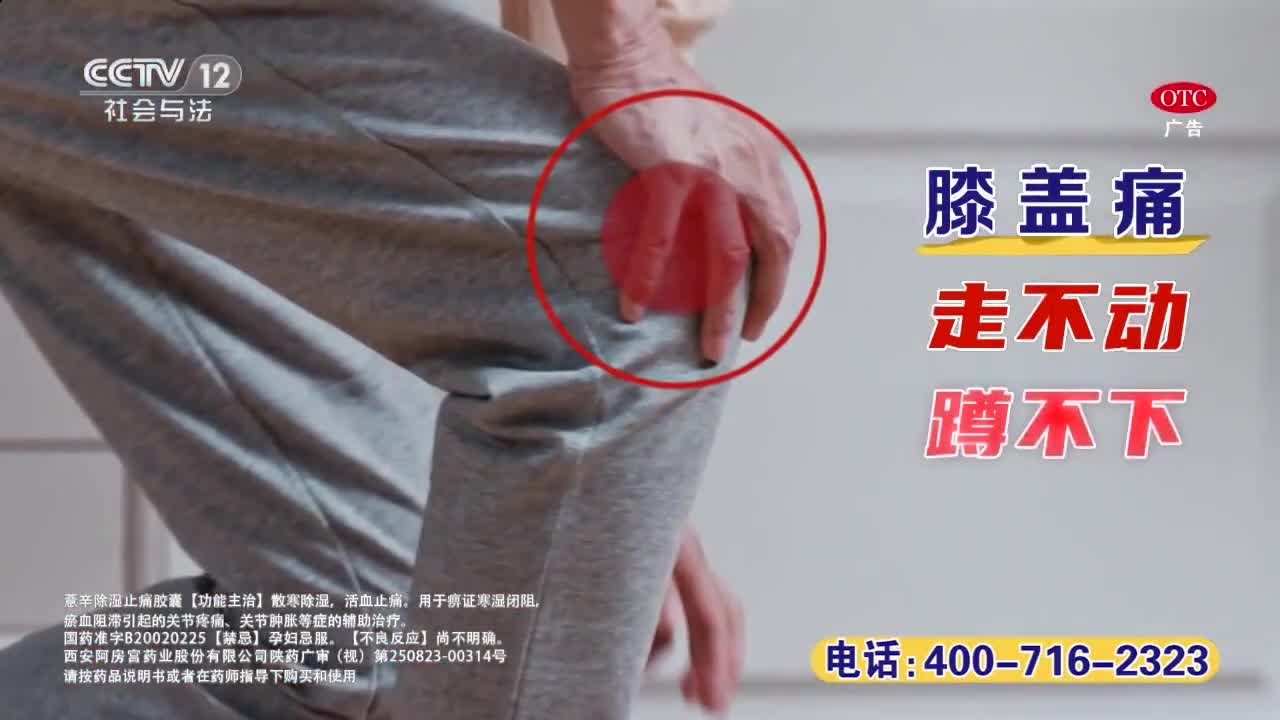 CCTV 12
社会与法
OTC
广告
膝盖痛
走不动
蹲不下
薏辛除湿止痛胶囊【功能主治】散寒除湿，活血止痛。用于痹证寒湿闭阻，
瘀血阻滞引起的关节疼痛、关节肿胀等症的辅助治疗。
国药准字B20020225【禁忌】孕妇忌服。【不良反应】尚不明确。
西安阿房宫药业股份有限公司陕药广审（视）第250823-00314号
请按药品说明书或者在药师指导下购买和使用
电话：400-716-2323